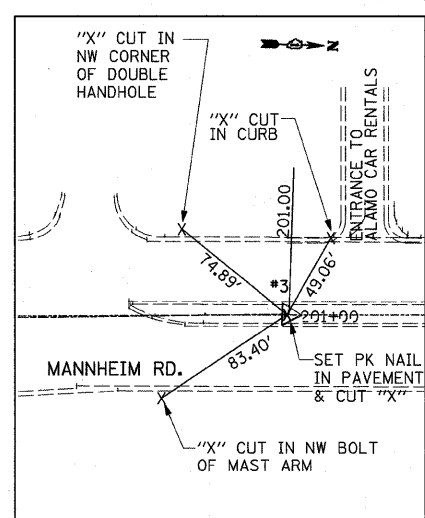 "X" CUT IN
NW CORNER
OF DOUBLE
HANDHOLE
N
"X" CUT
IN CURB
ENTRANCE TO
ALAMO CAR RENTALS
201.00
74.89'
49.06'
#3
201+00
83.40'
MANNHEIM RD.
SET PK NAIL
IN PAVEMENT
& CUT "X"
"X" CUT IN NW BOLT
OF MAST ARM